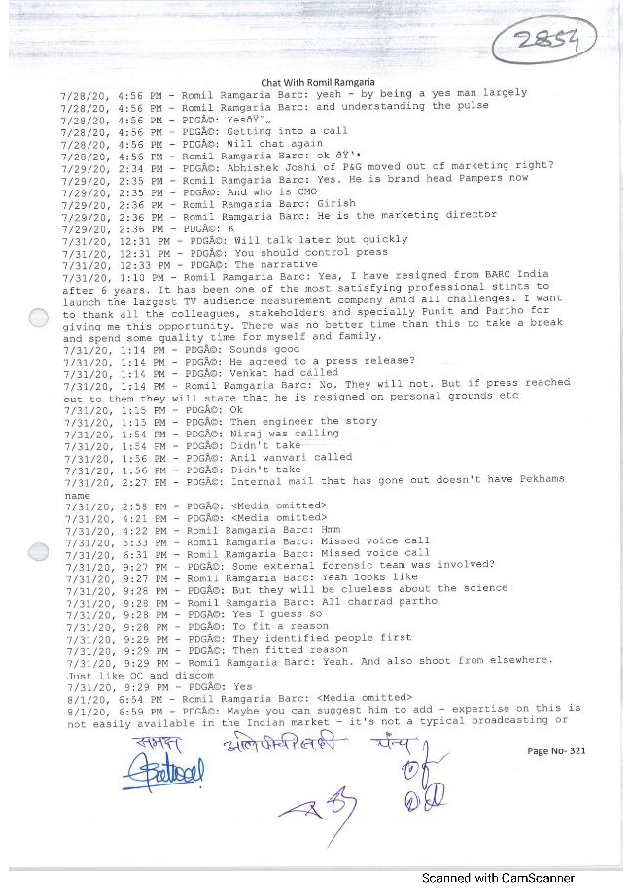 2854
Chat With Romil Ramgaria
7/28/20, 4:56 PM - Romil Ramgaria Barc: yeah - by being a yes man largely
7/28/20, 4:56 PM - Romil Ramgaria Barc: and understanding the pulse
7/28/20, 4:56 PM - PDGÃ©: YesðŸ˜„
7/28/20, 4:56 PM - PDGÃ©: Getting into a call
7/28/20, 4:56 PM - PDGÃ©: Will chat again
7/28/20, 4:56 PM - Romil Ramgaria Barc: ok ðŸ‘•
7/29/20, 2:34 PM - PDGÃ©: Abhishek Joshi of P&G moved out of marketing right?
7/29/20, 2:35 PM - Romil Ramgaria Barc: Yes. He is brand head Pampers now
7/29/20, 2:35 PM - PDGÃ©: And who is CMO
7/29/20, 2:36 PM - Romil Ramgaria Barc: Girish
7/29/20, 2:36 PM - Romil Ramgaria Barc: He is the marketing director
7/29/20, 2:36 PM - PDGÃ©: K
7/31/20, 12:31 PM - PDGÃ©: Will talk later but quickly
7/31/20, 12:31 PM - PDGÃ©: You should control press
7/31/20, 12:33 PM - PDGÃ©: The narrative
7/31/20, 1:10 PM - Romil Ramgaria Barc: Yes, I have resigned from BARC India
after 6 years. It has been one of the most satisfying professional stints to
launch the largest TV audience measurement company amid all challenges. I want
to thank all the colleagues, stakeholders and specially Punit and Partho for
giving me this opportunity. There was no better time than this to take a break
and spend some quality time for myself and family.
7/31/20, 1:14 PM - PDGÃ©: Sounds good
7/31/20, 1:14 PM - PDGÃ©: He agreed to a press release?
7/31/20, 1:14 PM - PDGÃ©: Venkat had called
7/31/20, 1:14 PM - Romil Ramgaria Barc: No. They will not. But if press reached
out to them they will state that he is resigned on personal grounds etc
7/31/20, 1:15 PM - PDGÃ©: Ok
7/31/20, 1:15 PM - PDGÃ©: Then engineer the story
7/31/20, 1:54 PM - PDGÃ©: Niraj was calling
7/31/20, 1:54 PM - PDGÃ©: Didn't take
7/31/20, 1:56 PM - PDGÃ©: Anil wanvari called
7/31/20, 1:56 PM - PDGÃ©: Didn't take
7/31/20, 2:27 PM - PDGÃ©: Internal mail that has gone out doesn't have Pekhams
name
7/31/20, 2:58 PM - PDGÃ©: <Media omitted>
7/31/20, 4:21 PM - PDGÃ©: <Media omitted>
7/31/20, 4:22 PM - Romil Ramgaria Barc: Hmm
7/31/20, 5:33 PM - Romil Ramgaria Barc: Missed voice call
7/31/20, 6:31 PM - Romil Ramgaria Barc: Missed voice call
7/31/20, 9:27 PM - PDGÃ©: Some external forensic team was involved?
7/31/20, 9:27 PM - Romil Ramgaria Barc: Yeah looks like
7/31/20, 9:28 PM - PDGÃ©: But they will be clueless about the science
7/31/20, 9:28 PM - Romil Ramgaria Barc: All charrad partho
7/31/20, 9:28 PM - PDGÃ©: Yes I guess so
7/31/20, 9:28 PM - PDGÃ©: To fit a reason
7/31/20, 9:29 PM - PDGÃ©: They identified people first
7/31/20, 9:29 PM - PDGÃ©: Then fitted reason
7/31/20, 9:29 PM - Romil Ramgaria Barc: Yeah. And also shoot from elsewhere.
Just like OC and discom
7/31/20, 9:29 PM - PDGÃ©: Yes
8/1/20, 6:54 PM - Romil Ramgaria Barc: <Media omitted>
8/1/20, 6:59 PM - PDGÃ©: Maybe you can suggest him to add - expertise on this is
not easily available in the Indian market - it's not a typical broadcasting or
समक्ष
पंच
Page No- 321
Scanned with CamScanner